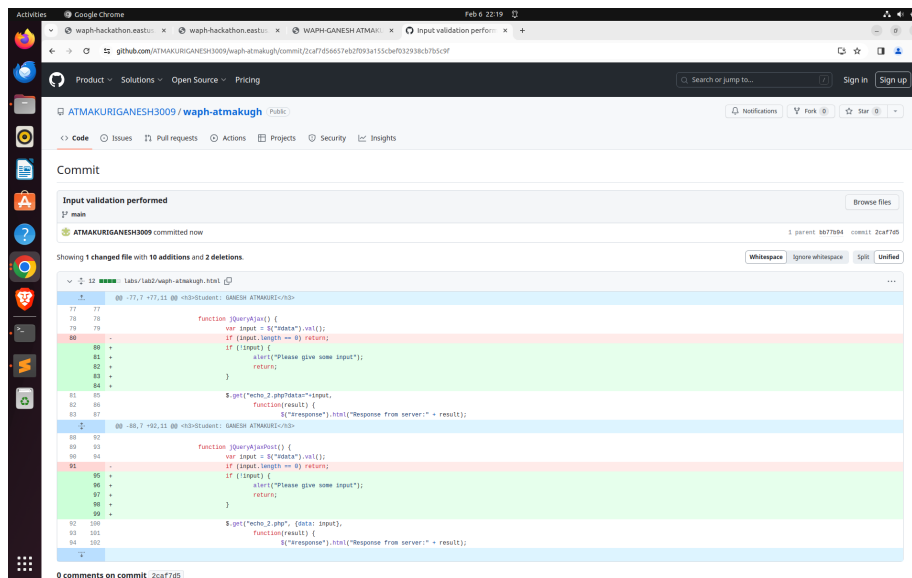 Activities Google Chrome Feb 6 22:19
waph-hackathon.eastus waph-hackathon.eastus WAPH-GANESH ATMAKU Input validation perform
github.com/ATMAKURIGANESH3009/waph-atmakugh/commit/2caf7d56657eb2f093a155cbef032938cb7b5c9f
Product Solutions Open Source Pricing Search or jump to... / Sign in Sign up
ATMAKURIGANESH3009 / waph-atmakugh Public Notifications Fork 0 Star 0
<> Code Issues Pull requests Actions Projects Security Insights
Commit
Input validation performed Browse files
main
ATMAKURIGANESH3009 committed now 1 parent bb77b94 commit 2caf7d5
Showing 1 changed file with 10 additions and 2 deletions. Whitespace Ignore whitespace Split Unified
12 labs/lab2/waph-atmakugh.html ...
@@ -77,7 +77,11 @@ <h3>Student: GANESH ATMAKURI</h3>
77 77
78 78 function jQueryAjax() {
79 79 var input = $("#data").val();
80 - if (input.length == 0) return;
80 + if (!input) {
81 + alert("Please give some input");
82 + return;
83 + }
84 +
81 85 $.get("echo_2.php?data="+input,
82 86 function(result) {
83 87 $("#response").html("Response from server:" + result);
@@ -88,7 +92,11 @@ <h3>Student: GANESH ATMAKURI</h3>
88 92
89 93 function jQueryAjaxPost() {
90 94 var input = $("#data").val();
91 - if (input.length == 0) return;
95 + if (!input) {
96 + alert("Please give some input");
97 + return;
98 + }
99 +
92 100 $.get("echo_2.php", {data: input},
93 101 function(result) {
94 102 $("#response").html("Response from server:" + result);
0 comments on commit 2caf7d5